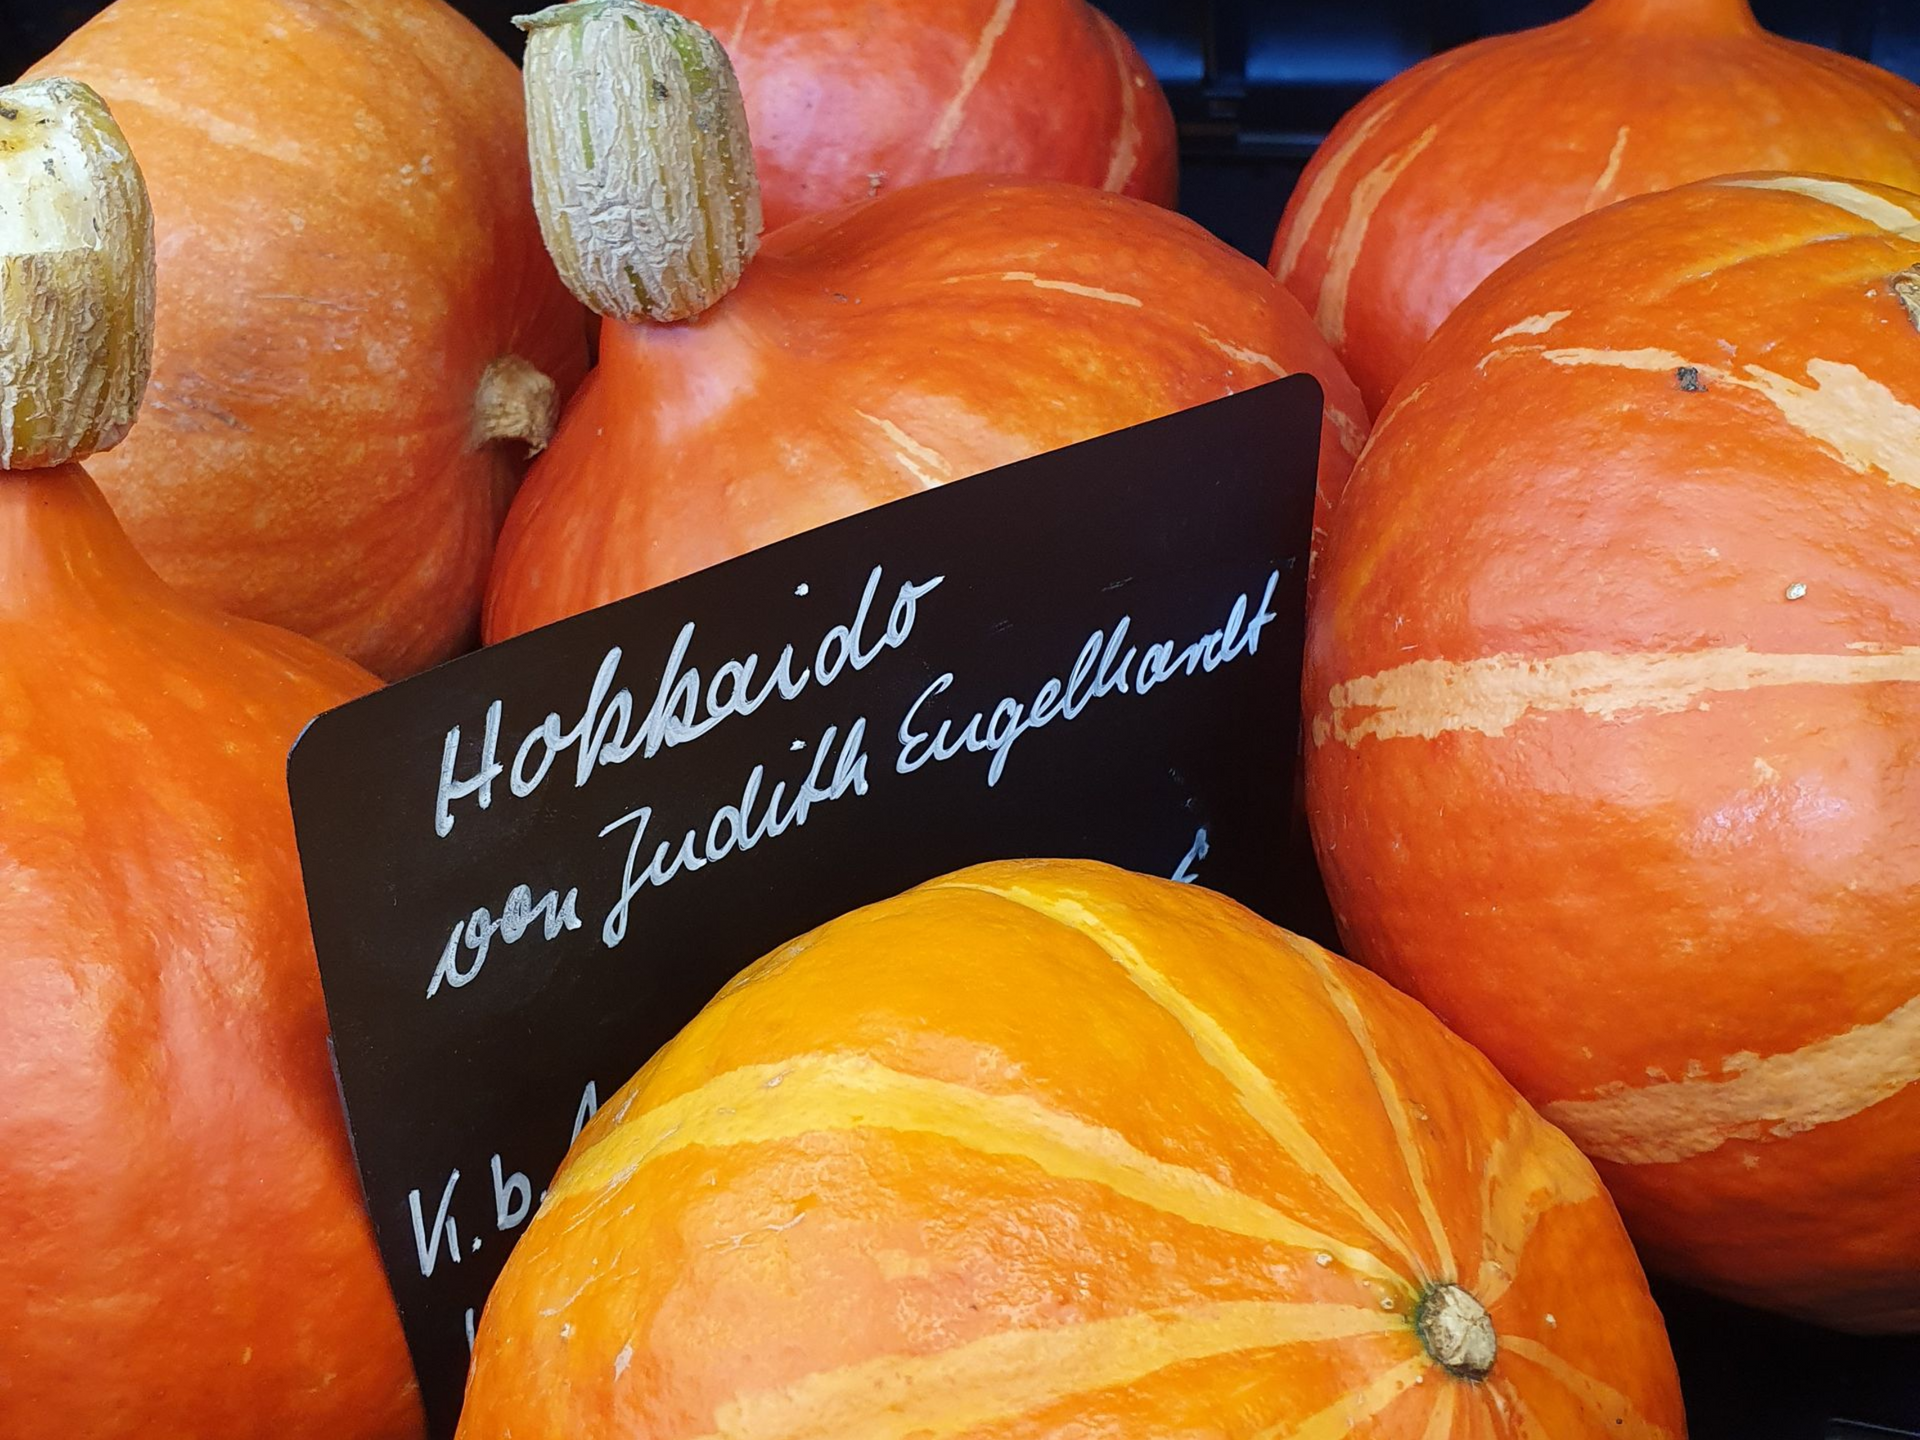 Hokkaido
von Judith Engelhardt
€
V. b.